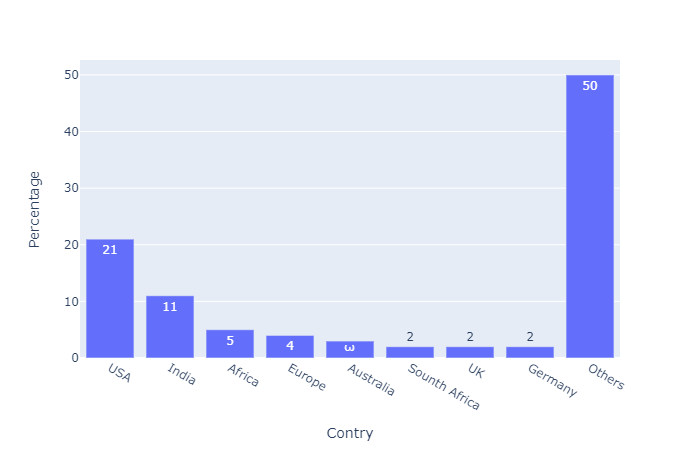 50
40
30
20
10
0
Percentage
21
11
5
4
3
2
2
2
50
USA
India
Africa
Europe
Australia
Sounth Africa
UK
Germany
Others
Contry